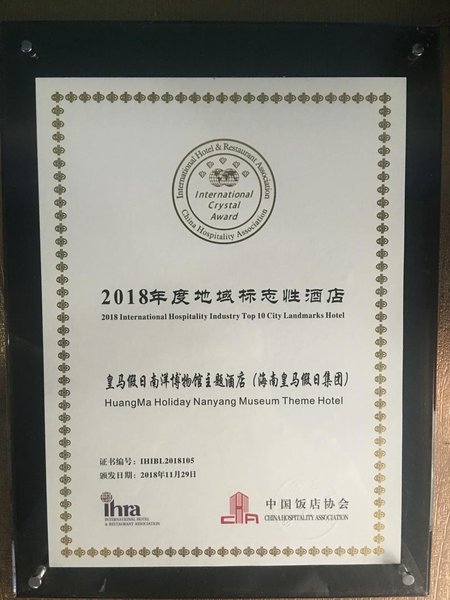 International Hotel & Restaurant Association
International
Crystal
Award
China Hospitality Association
2018年度地域标志性酒店
2018 International Hospitality Industry Top 10 City Landmarks Hotel
皇马假日南洋博物馆主题酒店（海南皇马假日集团）
HuangMa Holiday Nanyang Museum Theme Hotel
证书编号：IHIBL2018105
颁发日期：2018年11月29日
ihra
INTERNATIONAL HOTEL
& RESTAURANT ASSOCIATION
CHA
中国饭店协会
CHINA HOSPITALITY ASSOCIATION